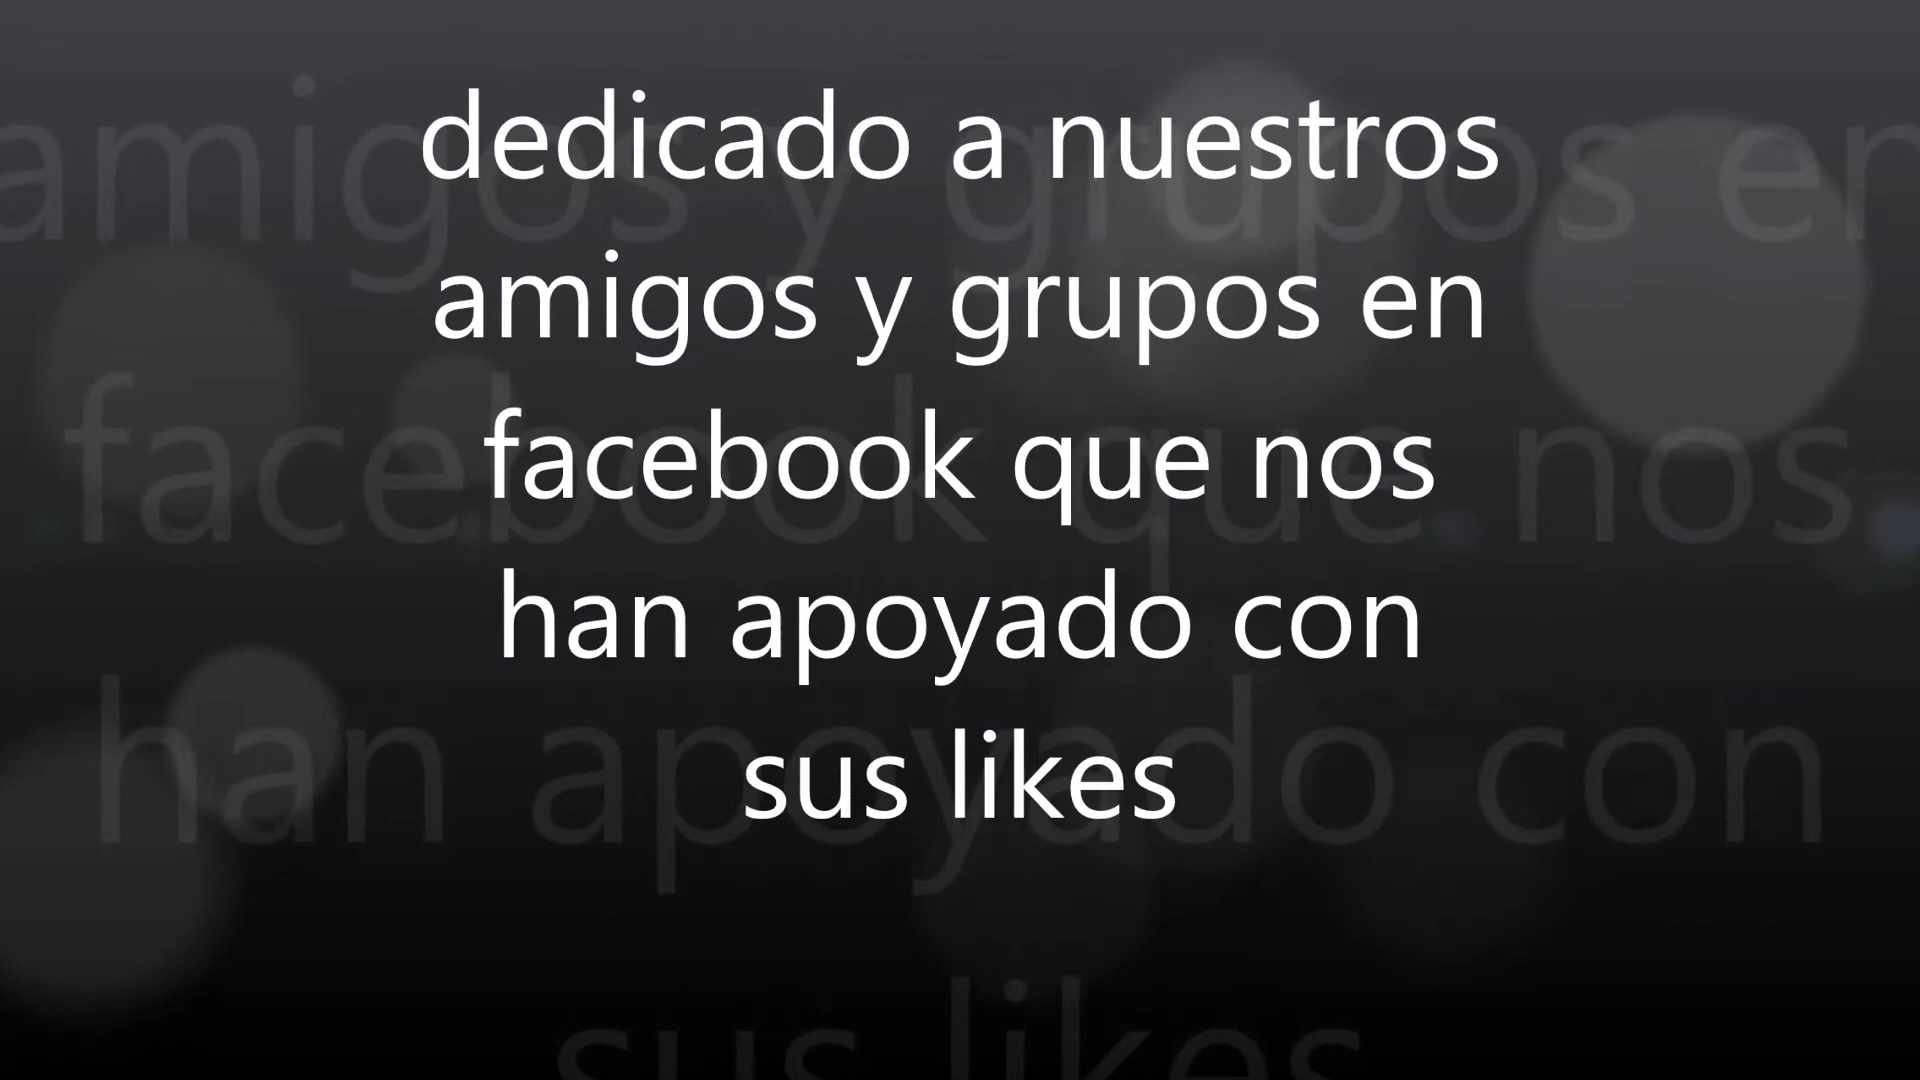 dedicado a nuestros
amigos y grupos en
facebook que nos
han apoyado con
sus likes